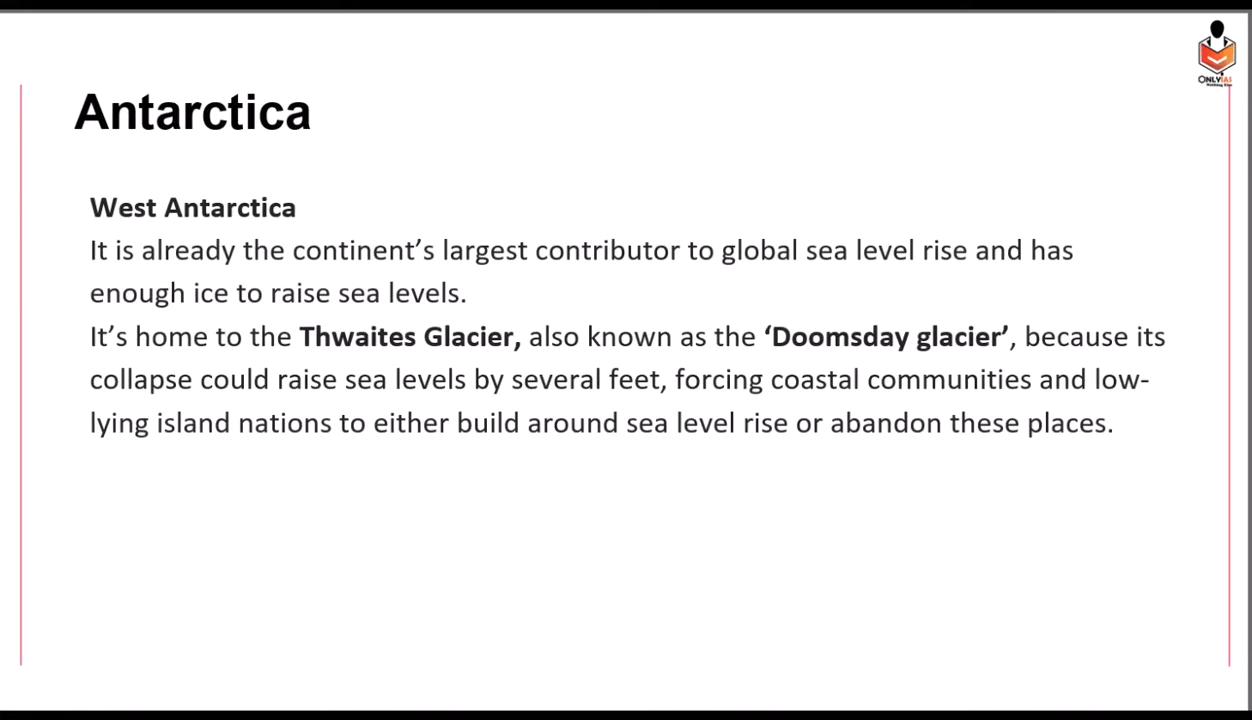 ONLYIAS
Nothing Else
Antarctica
West Antarctica
It is already the continent’s largest contributor to global sea level rise and has
enough ice to raise sea levels.
It’s home to the Thwaites Glacier, also known as the ‘Doomsday glacier’, because its
collapse could raise sea levels by several feet, forcing coastal communities and low-
lying island nations to either build around sea level rise or abandon these places.